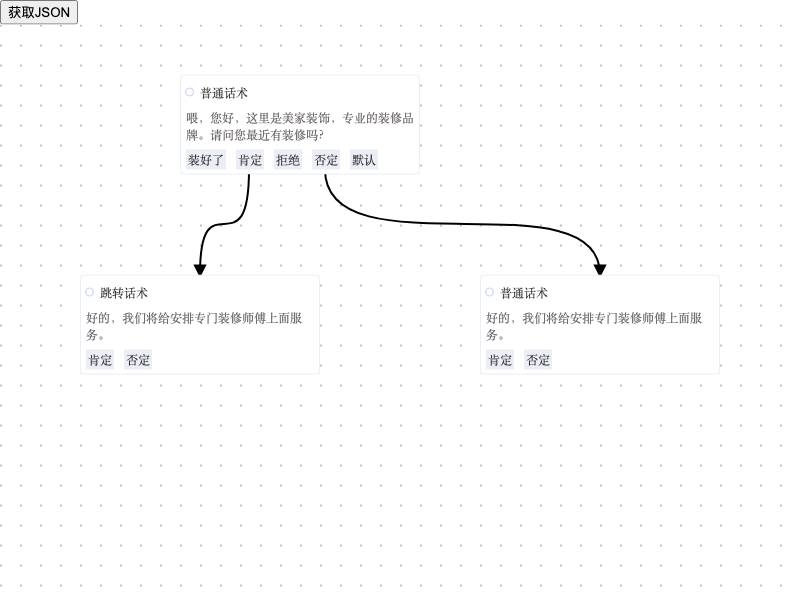 获取JSON
普通话术
喂，您好，这里是美家装饰，专业的装修品
牌。请问您最近有装修吗?
装好了 肯定 拒绝 否定 默认
跳转话术
好的，我们将给安排专门装修师傅上面服
务。
肯定 否定
普通话术
好的，我们将给安排专门装修师傅上面服
务。
肯定 否定